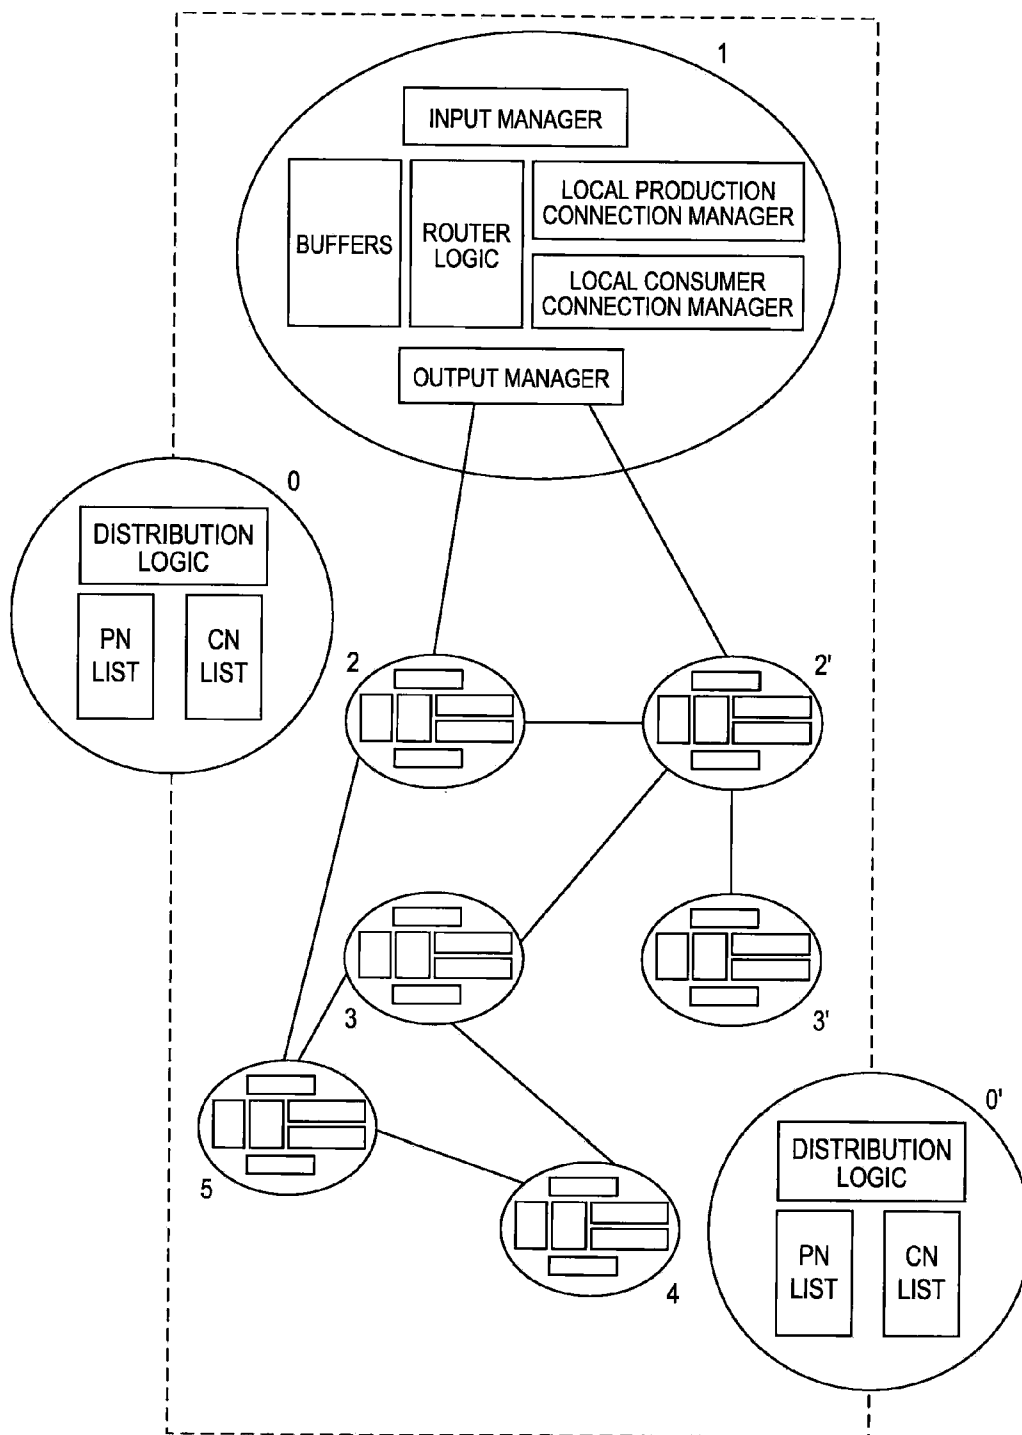 1
INPUT MANAGER
BUFFERS
ROUTER
LOGIC
LOCAL PRODUCTION
CONNECTION MANAGER
LOCAL CONSUMER
CONNECTION MANAGER
OUTPUT MANAGER
0
DISTRIBUTION
LOGIC
PN
LIST
CN
LIST
2
2'
3
3'
5
4
0'
DISTRIBUTION
LOGIC
PN
LIST
CN
LIST